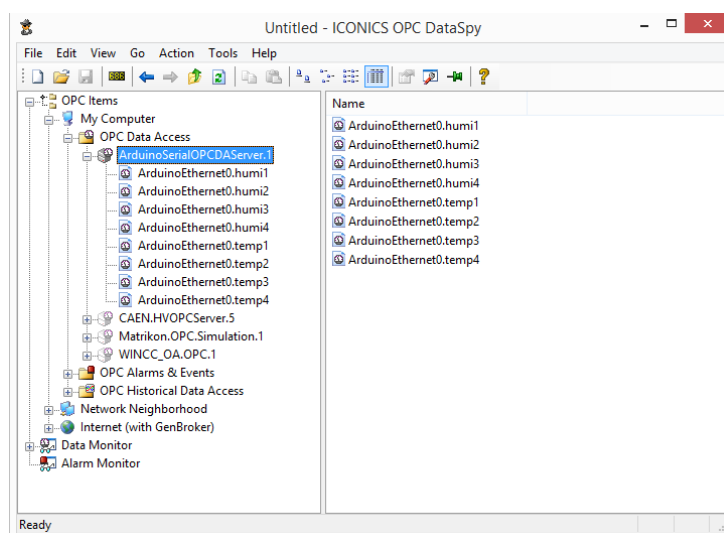 Untitled - ICONICS OPC DataSpy
File Edit View Go Action Tools Help
OPC Items
My Computer
OPC Data Access
ArduinoSerialOPCDAServer.1
ArduinoEthernet0.humi1
ArduinoEthernet0.humi2
ArduinoEthernet0.humi3
ArduinoEthernet0.humi4
ArduinoEthernet0.temp1
ArduinoEthernet0.temp2
ArduinoEthernet0.temp3
ArduinoEthernet0.temp4
CAEN.HVOPCServer.5
Matrikon.OPC.Simulation.1
WINCC_OA.OPC.1
OPC Alarms & Events
OPC Historical Data Access
Network Neighborhood
Internet (with GenBroker)
Data Monitor
Alarm Monitor
Name
ArduinoEthernet0.humi1
ArduinoEthernet0.humi2
ArduinoEthernet0.humi3
ArduinoEthernet0.humi4
ArduinoEthernet0.temp1
ArduinoEthernet0.temp2
ArduinoEthernet0.temp3
ArduinoEthernet0.temp4
Ready